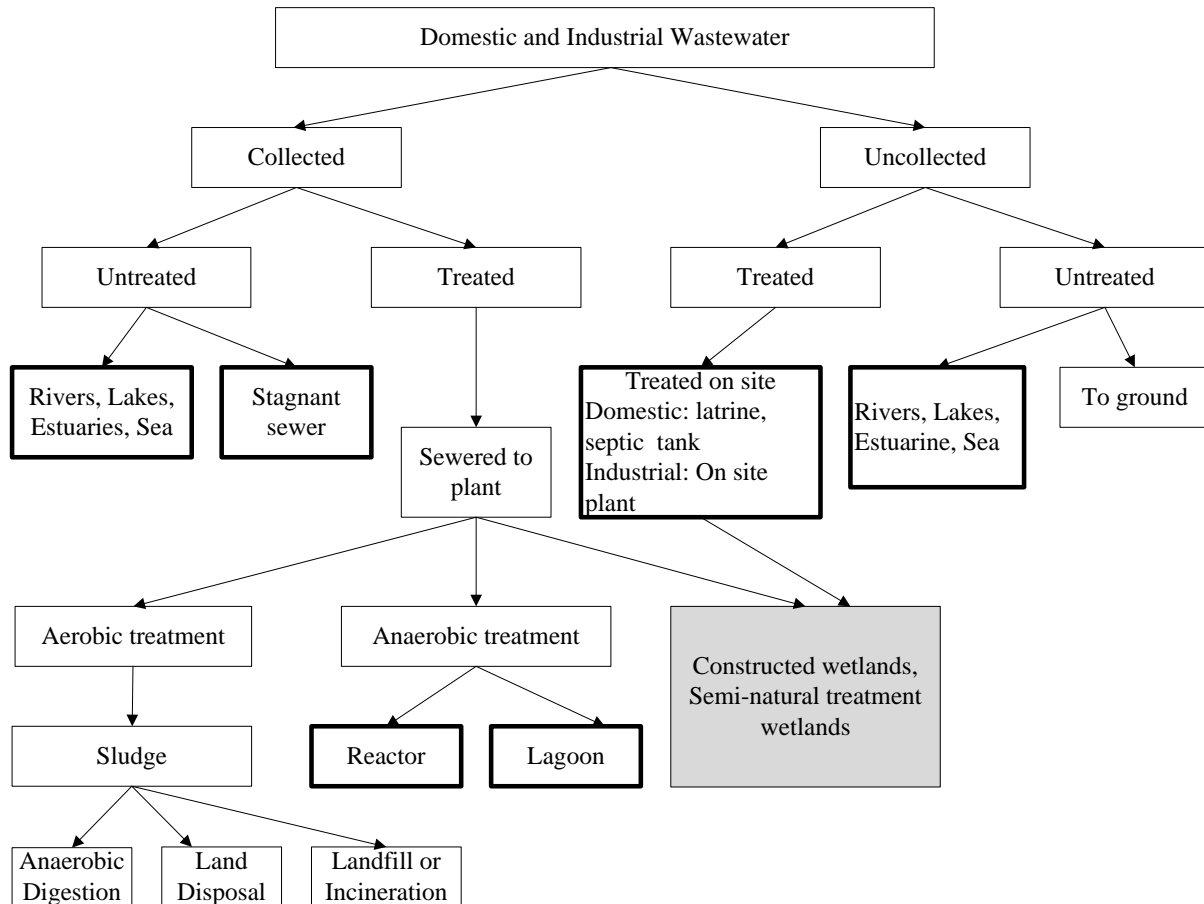 Domestic and Industrial Wastewater
Collected
Uncollected
Untreated
Treated
Treated
Untreated
Rivers, Lakes,
Estuaries, Sea
Stagnant
sewer
Treated on site
Domestic: latrine,
septic tank
Industrial: On site
plant
Rivers, Lakes,
Estuarine, Sea
To ground
Sewered to
plant
Aerobic treatment
Anaerobic treatment
Constructed wetlands,
Semi-natural treatment
wetlands
Sludge
Reactor
Lagoon
Anaerobic
Digestion
Land
Disposal
Landfill or
Incineration